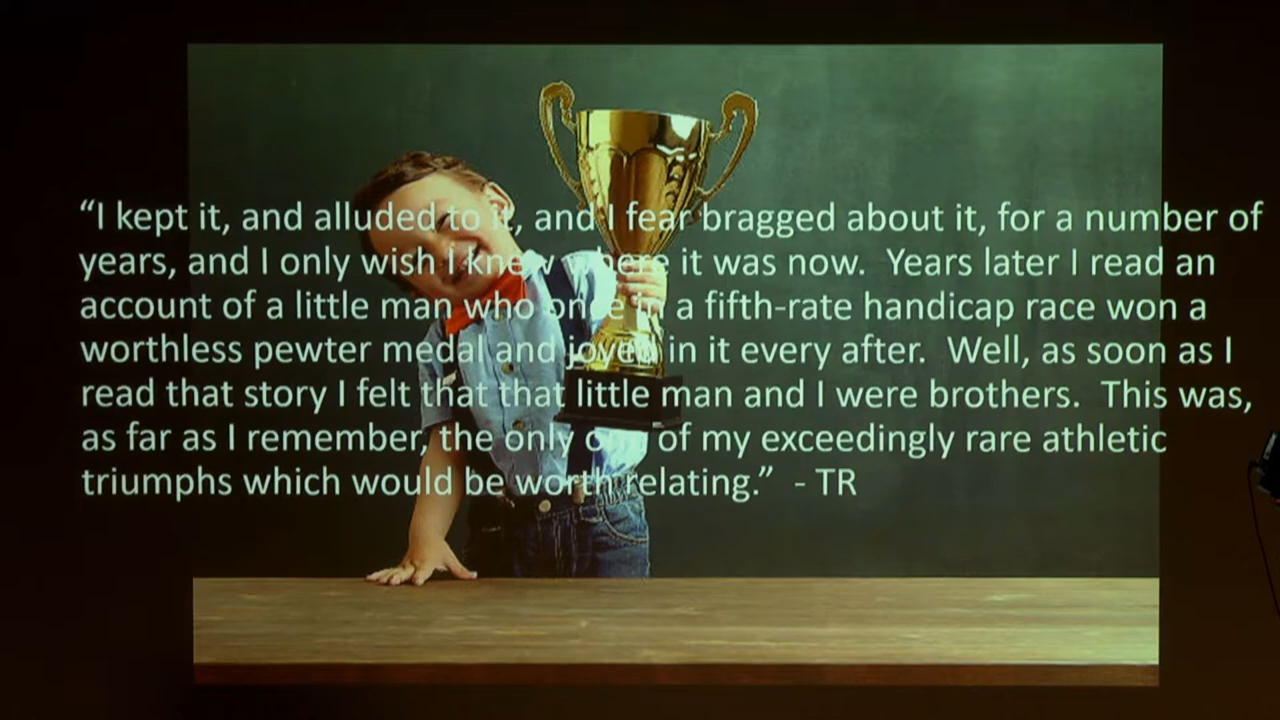 “I kept it, and alluded to it, and I fear bragged about it, for a number of
years, and I only wish I knew where it was now. Years later I read an
account of a little man who once in a fifth-rate handicap race won a
worthless pewter medal and joyed in it every after. Well, as soon as I
read that story I felt that that little man and I were brothers. This was,
as far as I remember, the only one of my exceedingly rare athletic
triumphs which would be worth relating.” - TR